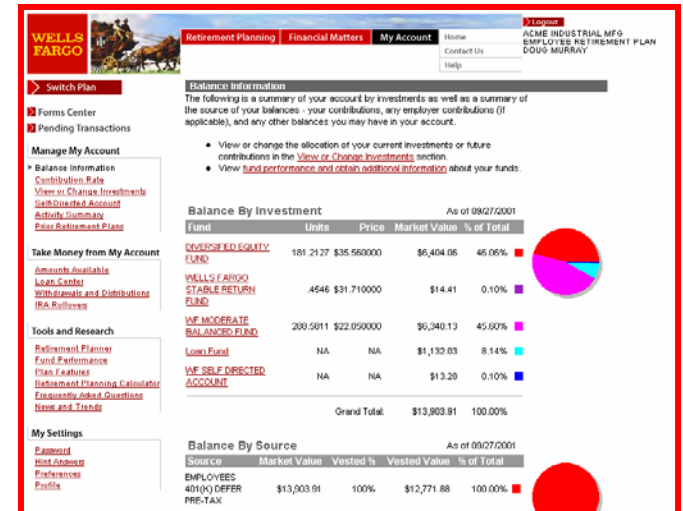 WELLS
FARGO
Retirement Planning Financial Matters My Account Home
Contact Us
Help
Logout
ACME INDUSTRIAL MFG
EMPLOYEE RETIREMENT PLAN
DOUG MURRAY
Switch Plan
Forms Center
Pending Transactions
Manage My Account
Balance Information
Contribution Rate
View or Change Investments
Self-Directed Account
Activity Summary
Prior Retirement Plans
Take Money from My Account
Amounts Available
Loan Center
Withdrawals and Distributions
IRA Rollovers
Tools and Research
Retirement Planner
Fund Performance
Plan Features
Retirement Planning Calculator
Frequently Asked Questions
News and Trends
My Settings
Password
Hint Answers
Preferences
Profile
Balance Information
The following is a summary of your account by investments as well as a summary of
the source of your balances - your contributions, any employer contributions (if
applicable), and any other balances you may have in your account.
• View or change the allocation of your current investments or future
contributions in the View or Change Investments section.
• View fund performance and obtain additional information about your funds.
Balance By Investment As of 09/27/2001
Fund Units Price Market Value % of Total
DIVERSIFIED EQUITY
FUND 181.2127 $35.560000 $6,404.06 46.06%
WELLS FARGO
STABLE RETURN
FUND .4546 $31.710000 $14.41 0.10%
WF MODERATE
BALANCED FUND 288.5811 $22.050000 $6,340.13 45.60%
Loan Fund NA NA $1,132.03 8.14%
WF SELF DIRECTED
ACCOUNT NA NA $13.28 0.10%
Grand Total: $13,903.91 100.00%
Balance By Source As of 09/27/2001
Source Market Value Vested % Vested Value % of Total
EMPLOYEES
401(K) DEFER
PRE-TAX $13,903.91 100% $12,771.88 100.00%